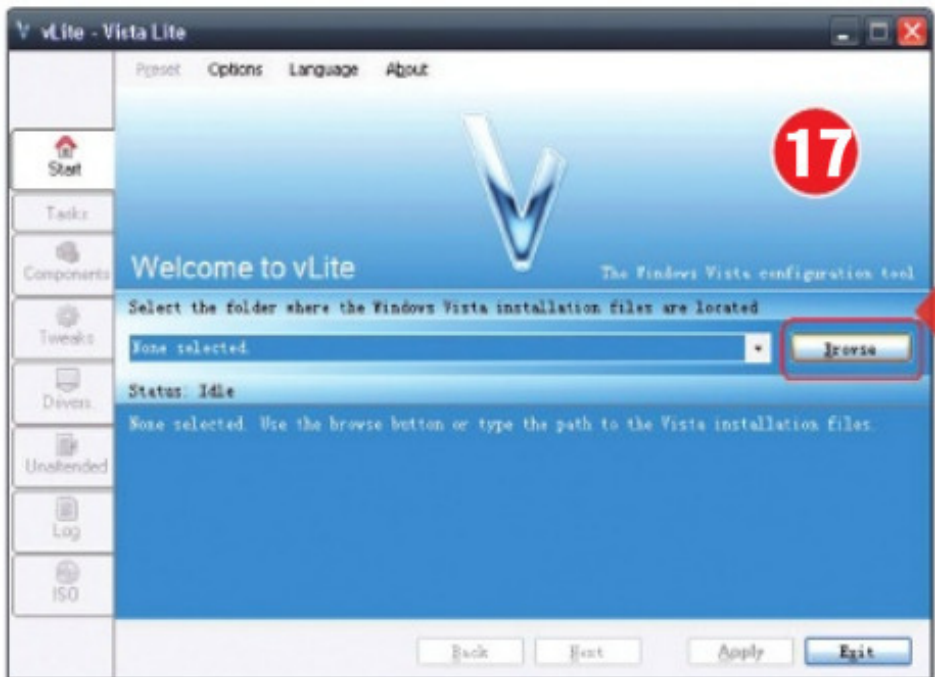 vLite - Vista Lite
Preset Options Language About
17
Start
Tasks
Components
Tweaks
Drivers
Unattended
Log
ISO
Welcome to vLite
The Windows Vista configuration tool
Select the folder where the Windows Vista installation files are located
None selected.
Browse
Status: Idle
None selected. Use the browse button or type the path to the Vista installation files.
Back Next Apply Exit